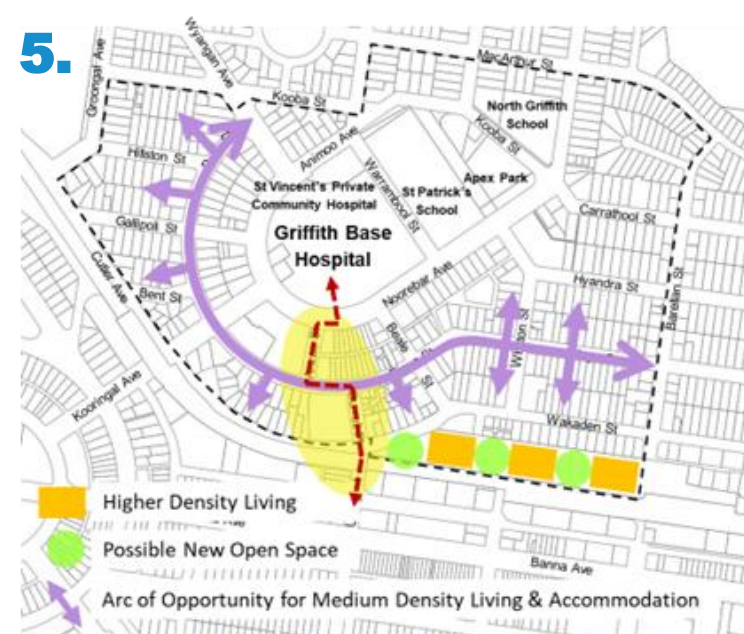 5.
Wyangan Ave
Groongal Ave
MacArthur St
Kooba St
North Griffith
School
Kooba St
Animoo Ave
Hillston St
Warrambool St
St Vincent's Private
Community Hospital
St Patrick's
School
Apex Park
Carrathool St
Gallipoli St
Griffith Base
Hospital
Cutler Ave
Noorebar Ave
Hyandra St
Barellan St
Bent St
Beale
St
Kooringal Ave
Wakaden St
Higher Density Living
Possible New Open Space
Banna Ave
Arc of Opportunity for Medium Density Living & Accommodation